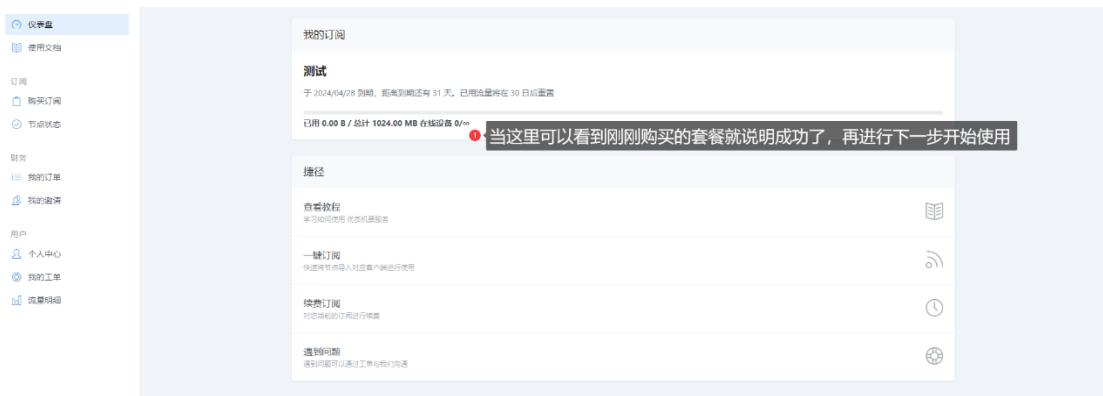 仪表盘
使用文档
订阅
购买订阅
节点状态
财务
我的订单
我的邀请
用户
个人中心
我的工单
流量明细
我的订阅
测试
于 2024/04/28 到期，距离到期还有 31 天。已用流量将在 30 日后重置
已用 0.00 B / 总计 1024.00 MB 在线设备 0/∞
1 当这里可以看到刚刚购买的套餐就说明成功了，再进行下一步开始使用
捷径
查看教程
学习如何使用 优质机场服务
一键订阅
快速将节点导入对应客户端进行使用
续费订阅
对您当前的订阅进行续费
遇到问题
遇到问题可以通过工单与我们沟通